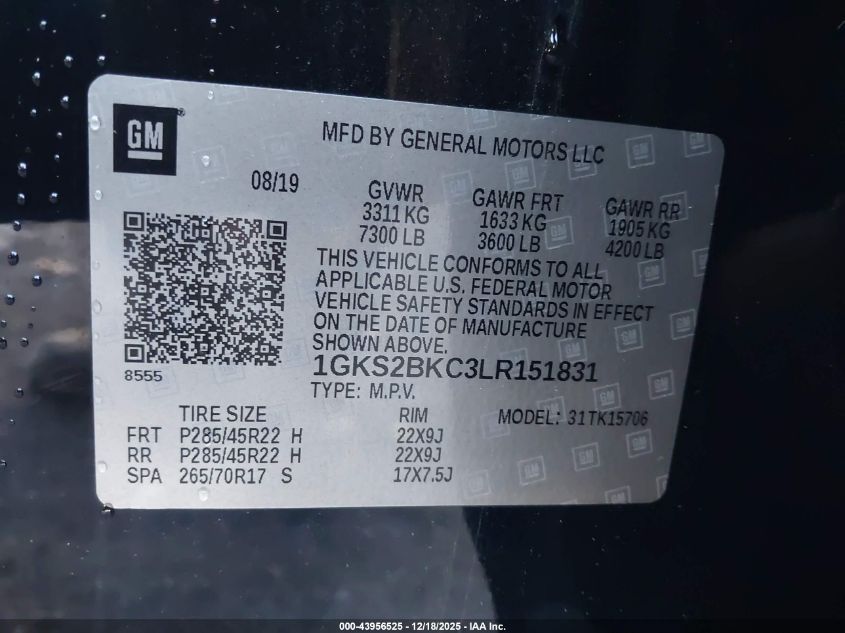 GM
MFD BY GENERAL MOTORS LLC
08/19
GVWR GAWR FRT GAWR RR
3311 KG 1633 KG 1905 KG
7300 LB 3600 LB 4200 LB
THIS VEHICLE CONFORMS TO ALL
APPLICABLE U.S. FEDERAL MOTOR
VEHICLE SAFETY STANDARDS IN EFFECT
ON THE DATE OF MANUFACTURE
SHOWN ABOVE.
8555
1GKS2BKC3LR151831
TYPE: M.P.V.
TIRE SIZE RIM MODEL: 31TK15706
FRT P285/45R22 H 22X9J
RR P285/45R22 H 22X9J
SPA 265/70R17 S 17X7.5J
000-43956525 - 12/18/2025 - IAA Inc.